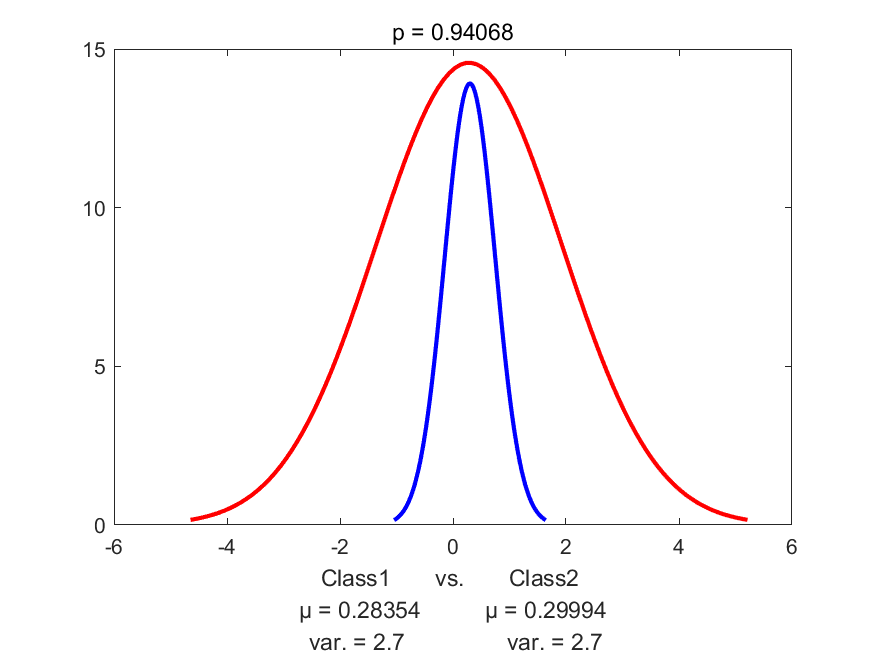 p = 0.94068
15
10
5
0
-6 -4 -2 0 2 4 6
Class1 vs. Class2
μ = 0.28354 μ = 0.29994
var. = 2.7 var. = 2.7